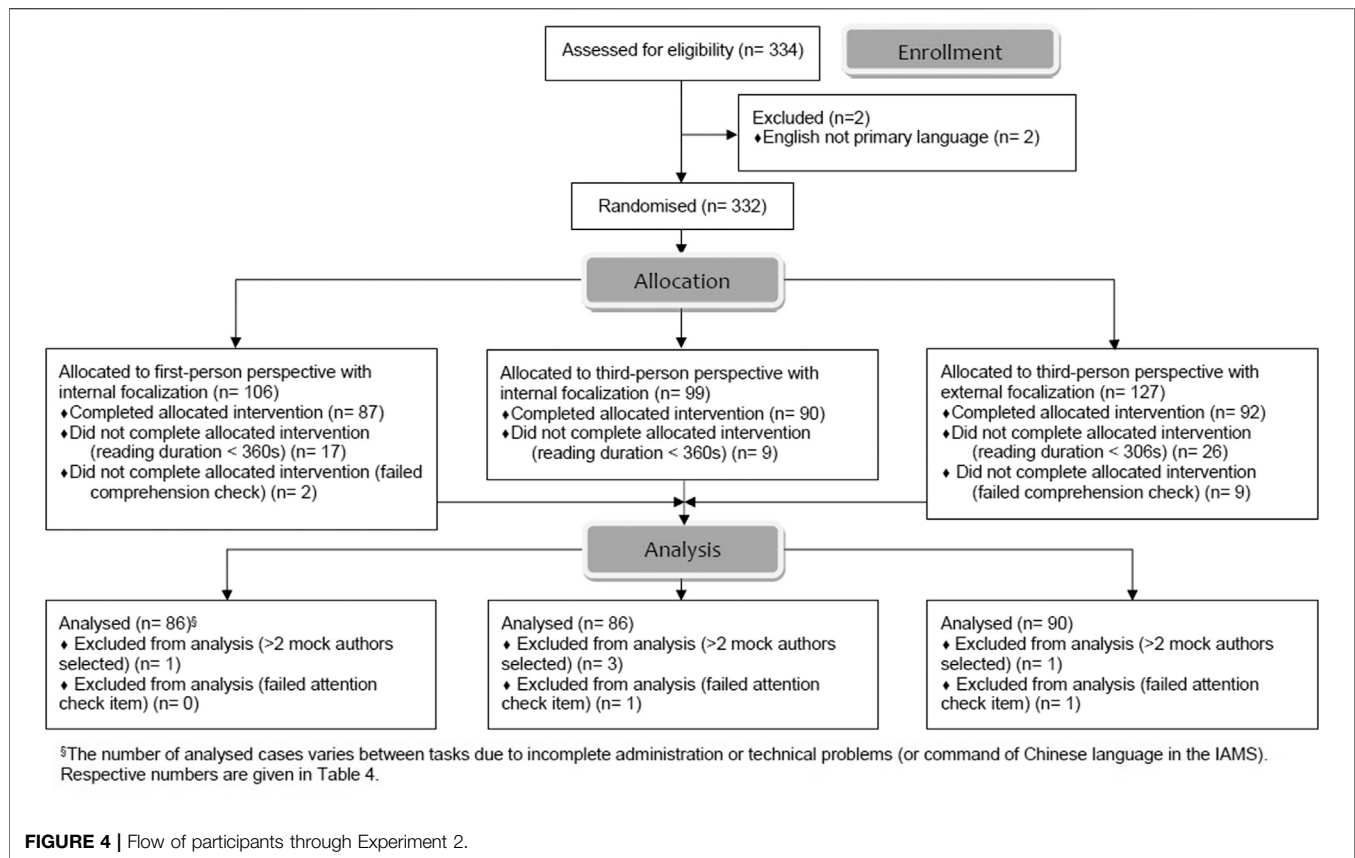 Assessed for eligibility (n= 334)
Enrollment
Excluded (n=2)
♦English not primary language (n= 2)
Randomised (n= 332)
Allocation
Allocated to first-person perspective with
internal focalization (n= 106)
♦Completed allocated intervention (n= 87)
♦Did not complete allocated intervention
(reading duration < 360s) (n= 17)
♦Did not complete allocated intervention (failed
comprehension check) (n= 2)
Allocated to third-person perspective with
internal focalization (n= 99)
♦Completed allocated intervention (n= 90)
♦Did not complete allocated intervention
(reading duration < 360s) (n= 9)
Allocated to third-person perspective with
external focalization (n= 127)
♦Completed allocated intervention (n= 92)
♦Did not complete allocated intervention
(reading duration < 306s) (n= 26)
♦ Did not complete allocated intervention
(failed comprehension check) (n= 9)
Analysis
Analysed (n= 86)§
♦ Excluded from analysis (>2 mock authors
selected) (n= 1)
♦ Excluded from analysis (failed attention
check item) (n= 0)
Analysed (n= 86)
♦ Excluded from analysis (>2 mock authors
selected) (n= 3)
♦ Excluded from analysis (failed attention
check item) (n= 1)
Analysed (n= 90)
♦ Excluded from analysis (>2 mock authors
selected) (n= 1)
♦ Excluded from analysis (failed attention
check item) (n= 1)
§The number of analysed cases varies between tasks due to incomplete administration or technical problems (or command of Chinese language in the IAMS).
Respective numbers are given in Table 4.
FIGURE 4 | Flow of participants through Experiment 2.